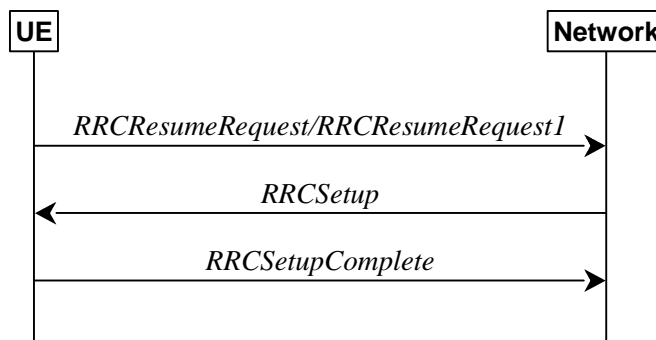 UE
Network
RRCResumeRequest/RRCResumeRequest1
RRCSetup
RRCSetupComplete